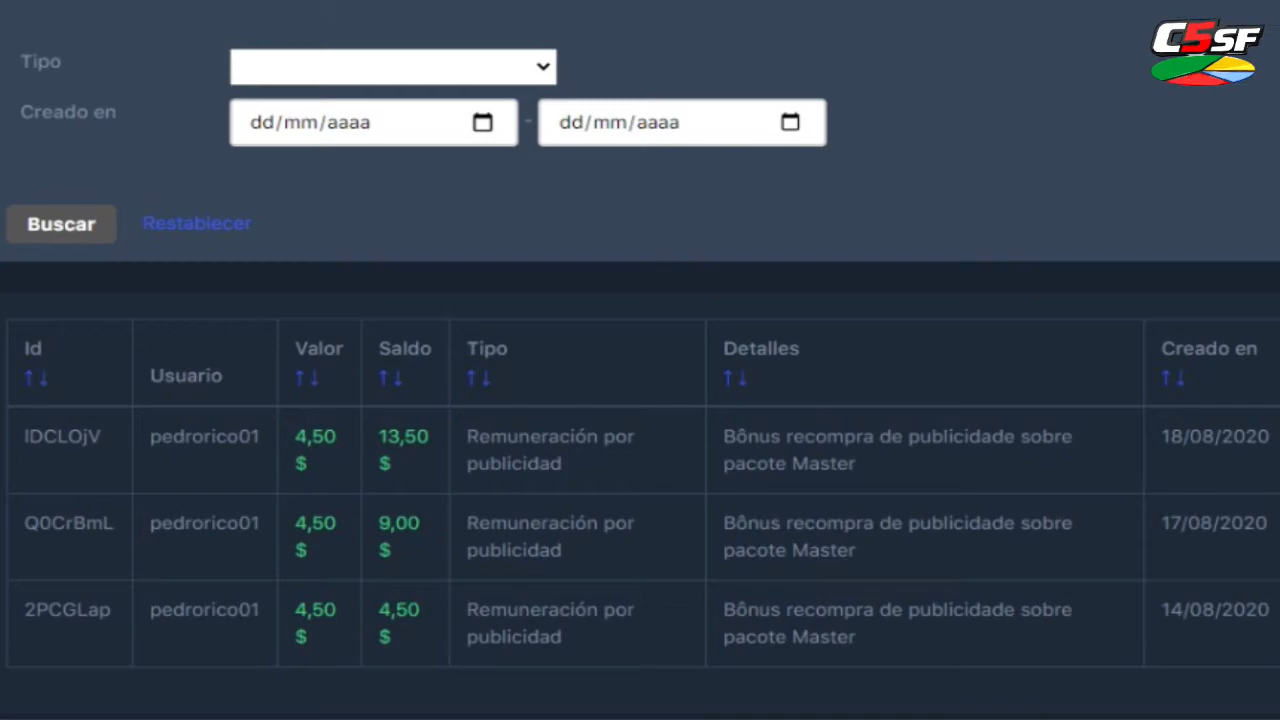 C5SF
Tipo
Creado en
dd/mm/aaaa - dd/mm/aaaa
Buscar Restablecer
Id Usuario Valor Saldo Tipo Detalles Creado en
↑↓ ↑↓ ↑↓ ↑↓ ↑↓ ↑↓
IDCLOjV pedrorico01 4,50 13,50 Remuneración por Bônus recompra de publicidade sobre 18/08/2020
$ $ publicidad pacote Master
Q0CrBmL pedrorico01 4,50 9,00 Remuneración por Bônus recompra de publicidade sobre 17/08/2020
$ $ publicidad pacote Master
2PCGLap pedrorico01 4,50 4,50 Remuneración por Bônus recompra de publicidade sobre 14/08/2020
$ $ publicidad pacote Master